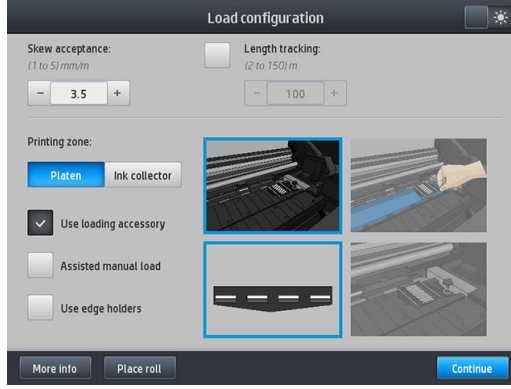 Load configuration
Skew acceptance:
(1 to 5) mm/m
− 3.5 +
Length tracking:
(2 to 150) m
− 100 +
Printing zone:
Platen Ink collector
Use loading accessory
Assisted manual load
Use edge holders
More info Place roll Continue